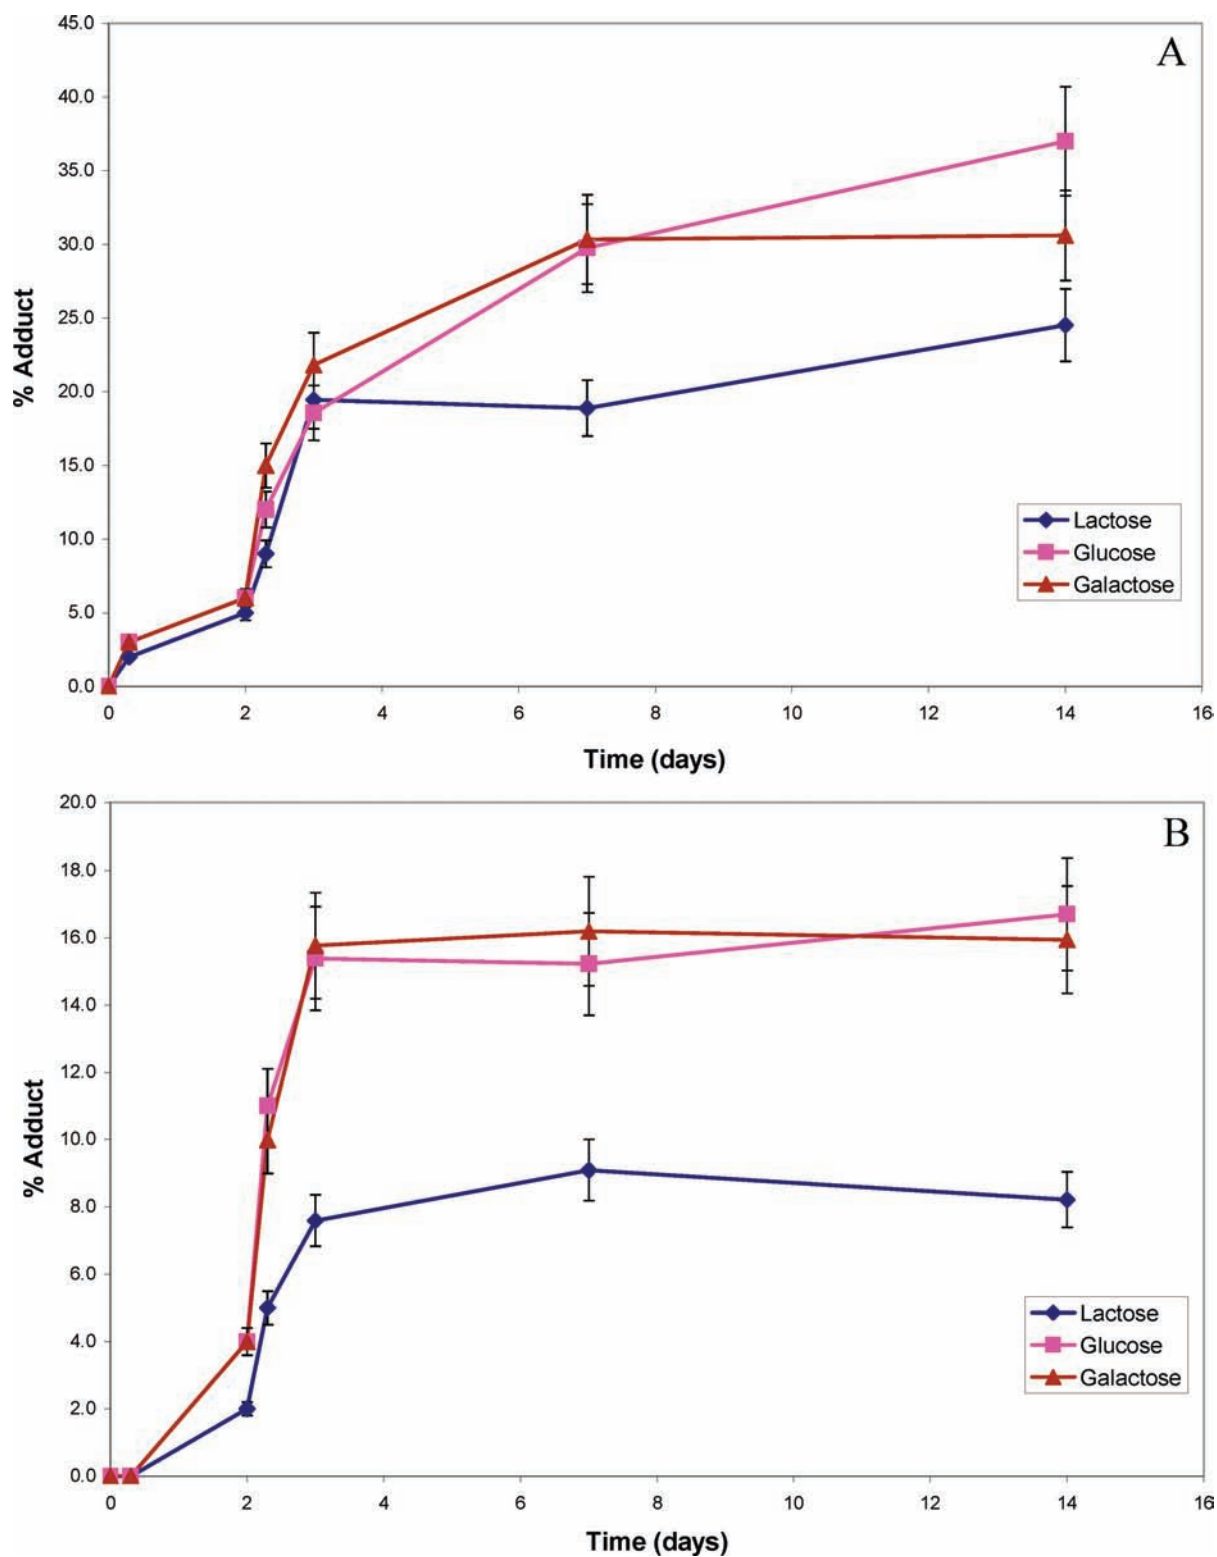 A
45.0
40.0
35.0
30.0
25.0
20.0
15.0
10.0
5.0
0.0
% Adduct
0 2 4 6 8 10 12 14 16
Time (days)
Lactose
Glucose
Galactose
B
20.0
18.0
16.0
14.0
12.0
10.0
8.0
6.0
4.0
2.0
0.0
% Adduct
0 2 4 6 8 10 12 14 16
Time (days)
Lactose
Glucose
Galactose